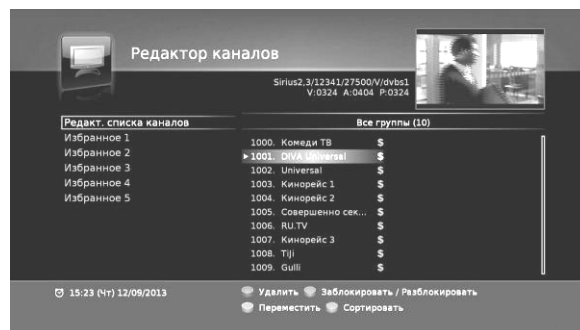 Редактор каналов
Sirius2,3/12341/27500/V/dvbs1
V:0324 A:0404 P:0324
Редакт. списка каналов
Избранное 1
Избранное 2
Избранное 3
Избранное 4
Избранное 5
Все группы (10)
1000. Комеди ТВ $
1001. DIVA Universal $
1002. Universal $
1003. Кинорейс 1 $
1004. Кинорейс 2 $
1005. Совершенно сек... $
1006. RU.TV $
1007. Кинорейс 3 $
1008. Tiji $
1009. Gulli $
15:23 (Чт) 12/09/2013
Удалить Заблокировать / Разблокировать
Переместить Сортировать